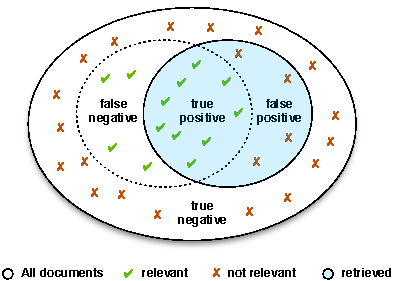 false
negative
true
positive
false
positive
true
negative
All documents
relevant
not relevant
retrieved